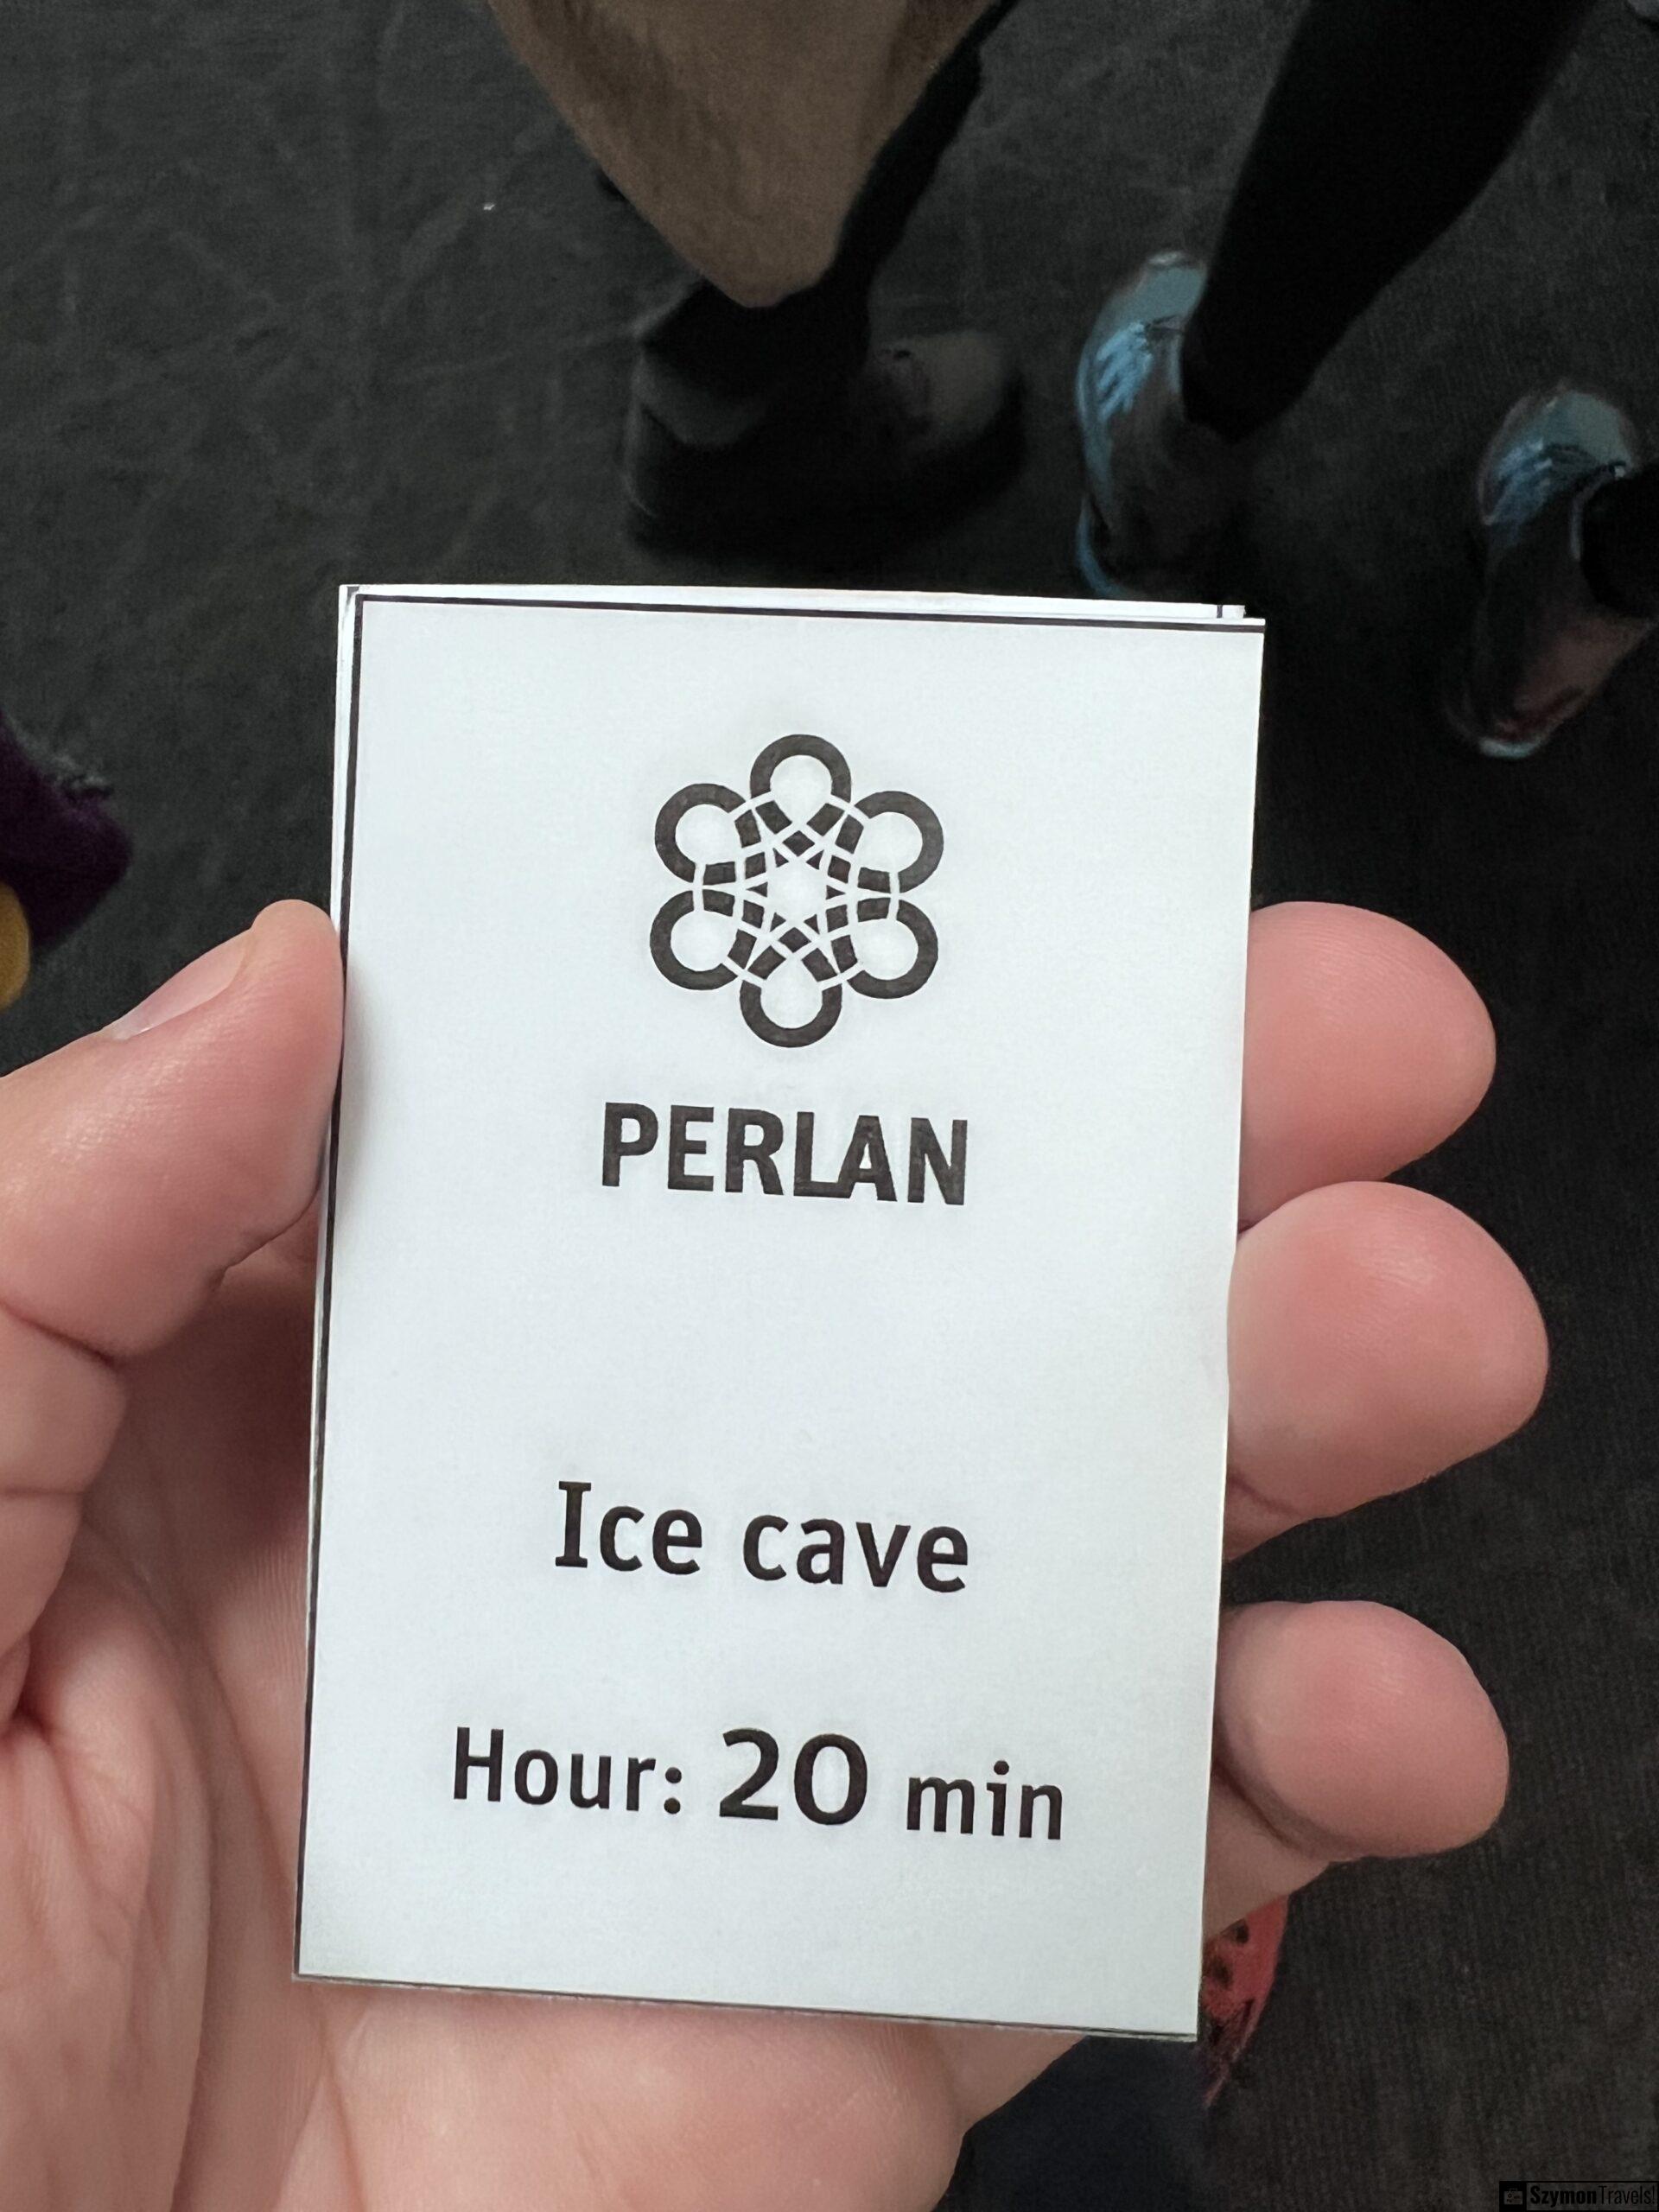 PERLAN
Ice cave
Hour: 20 min
SzymonTravels!